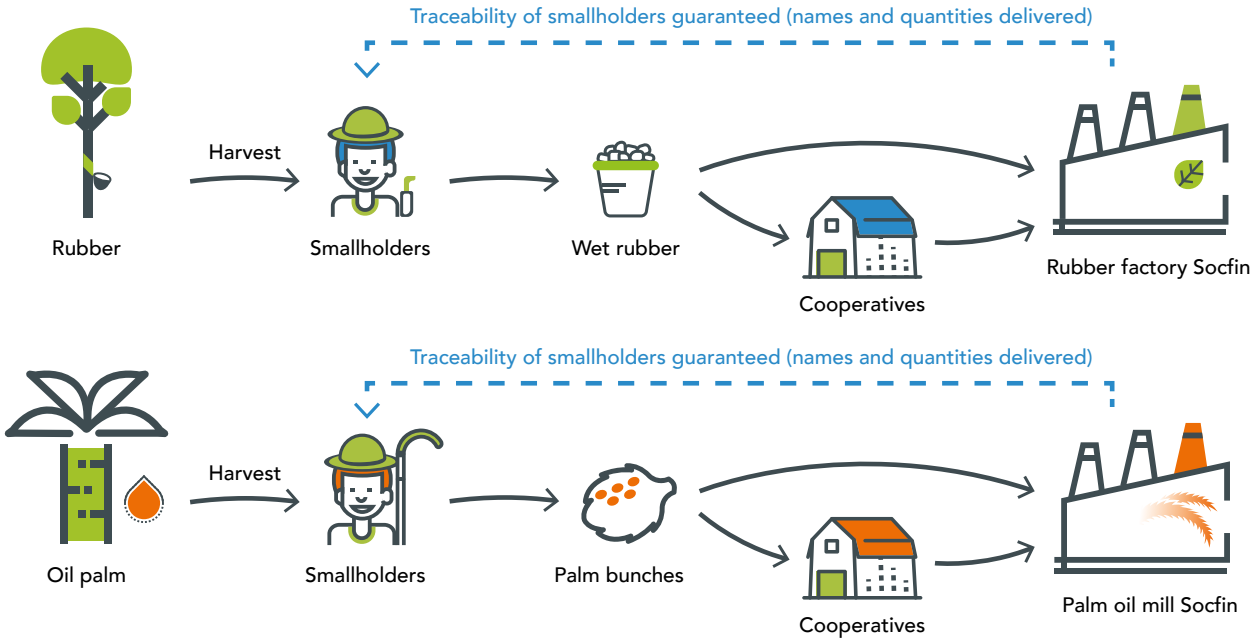 Traceability of smallholders guaranteed (names and quantities delivered)
Harvest
Rubber
Smallholders
Wet rubber
Cooperatives
Rubber factory Socfin
Traceability of smallholders guaranteed (names and quantities delivered)
Harvest
Oil palm
Smallholders
Palm bunches
Cooperatives
Palm oil mill Socfin